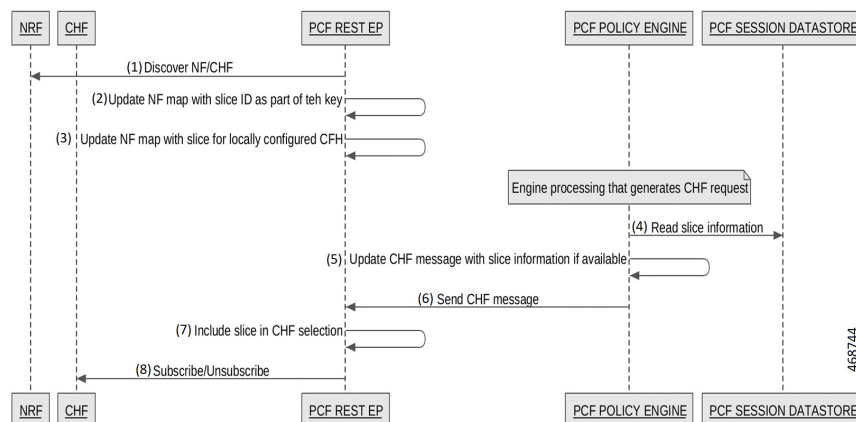 NRF CHF PCF REST EP PCF POLICY ENGINE PCF SESSION DATASTORE
(1) Discover NF/CHF
(2) Update NF map with slice ID as part of teh key
(3) Update NF map with slice for locally configured CFH
Engine processing that generates CHF request
(4) Read slice information
(5) Update CHF message with slice information if available
(6) Send CHF message
(7) Include slice in CHF selection
(8) Subscribe/Unsubscribe
468744
NRF CHF PCF REST EP PCF POLICY ENGINE PCF SESSION DATASTORE